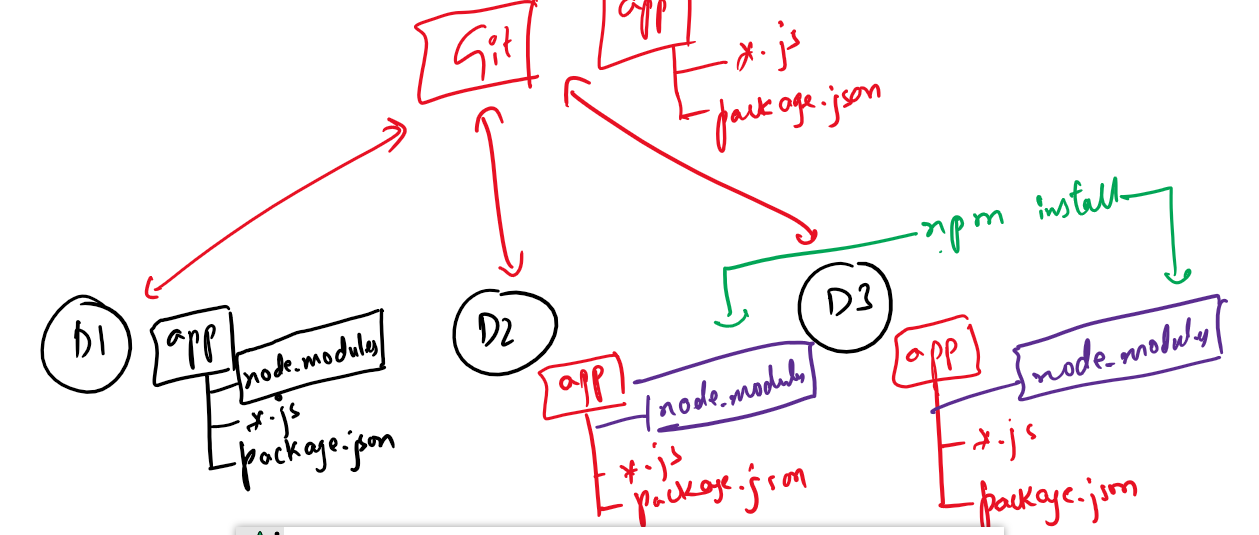 Git
app
*.js
package.json
npm install
D1
app
node_modules
*.js
package.json
D2
app
node_modules
*.js
package.json
D3
app
node_modules
*.js
package.json